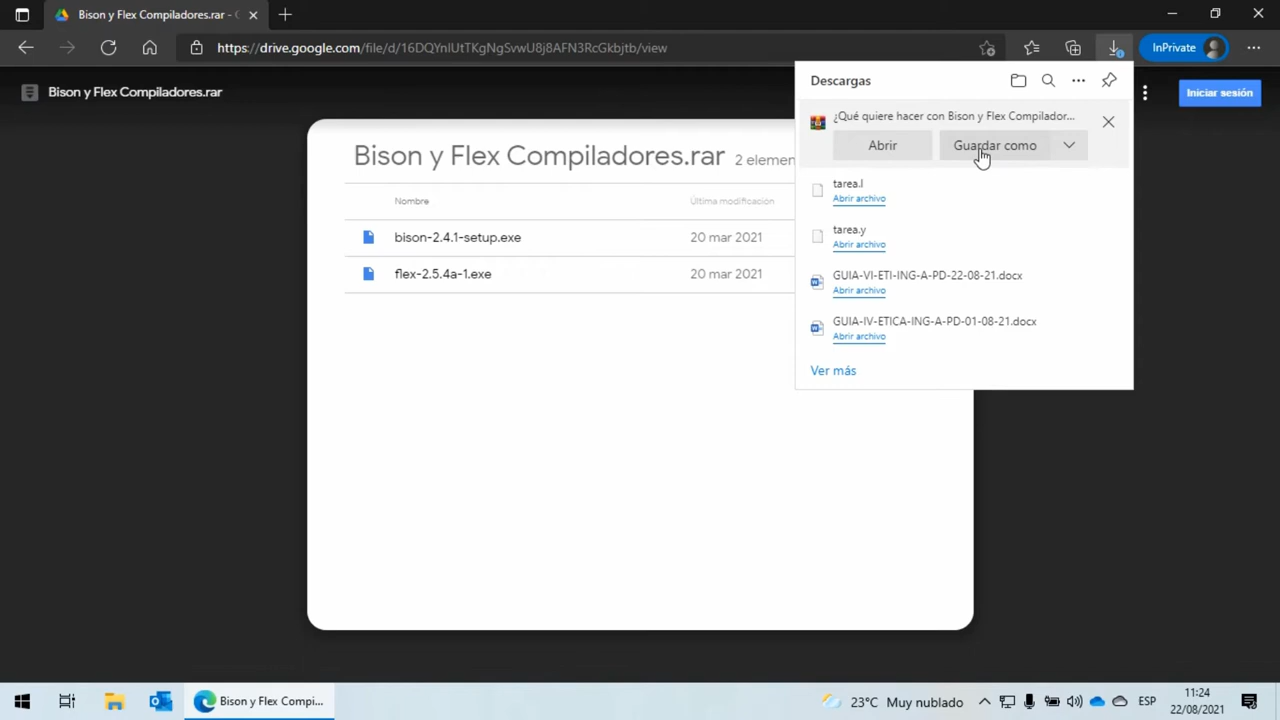 Bison y Flex Compiladores.rar - G
https://drive.google.com/file/d/16DQYnIUtTKgNgSvwU8j8AFN3RcGkbjtb/view
InPrivate
Bison y Flex Compiladores.rar
Iniciar sesión
Descargas
¿Qué quiere hacer con Bison y Flex Compilador...
Abrir
Guardar como
tarea.l
Abrir archivo
tarea.y
Abrir archivo
GUIA-VI-ETI-ING-A-PD-22-08-21.docx
Abrir archivo
GUIA-IV-ETICA-ING-A-PD-01-08-21.docx
Abrir archivo
Ver más
Bison y Flex Compiladores.rar 2 elemen
Nombre Última modificación
bison-2.4.1-setup.exe 20 mar 2021
flex-2.5.4a-1.exe 20 mar 2021
Bison y Flex Compi...
23°C Muy nublado
ESP
11:24
22/08/2021